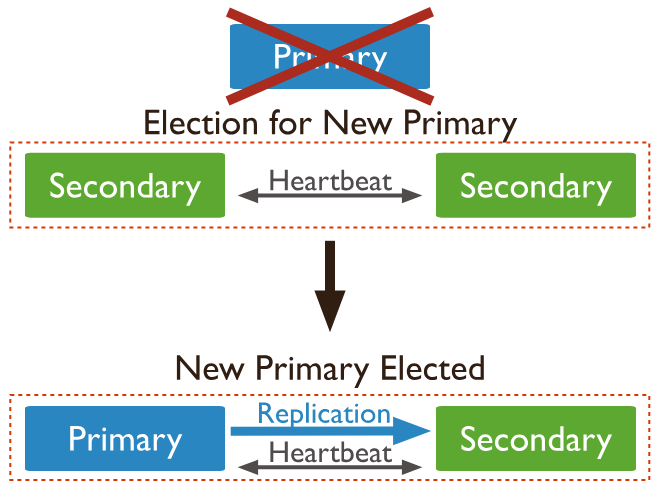 Primary
Election for New Primary
Secondary
Heartbeat
Secondary
New Primary Elected
Primary
Replication
Heartbeat
Secondary